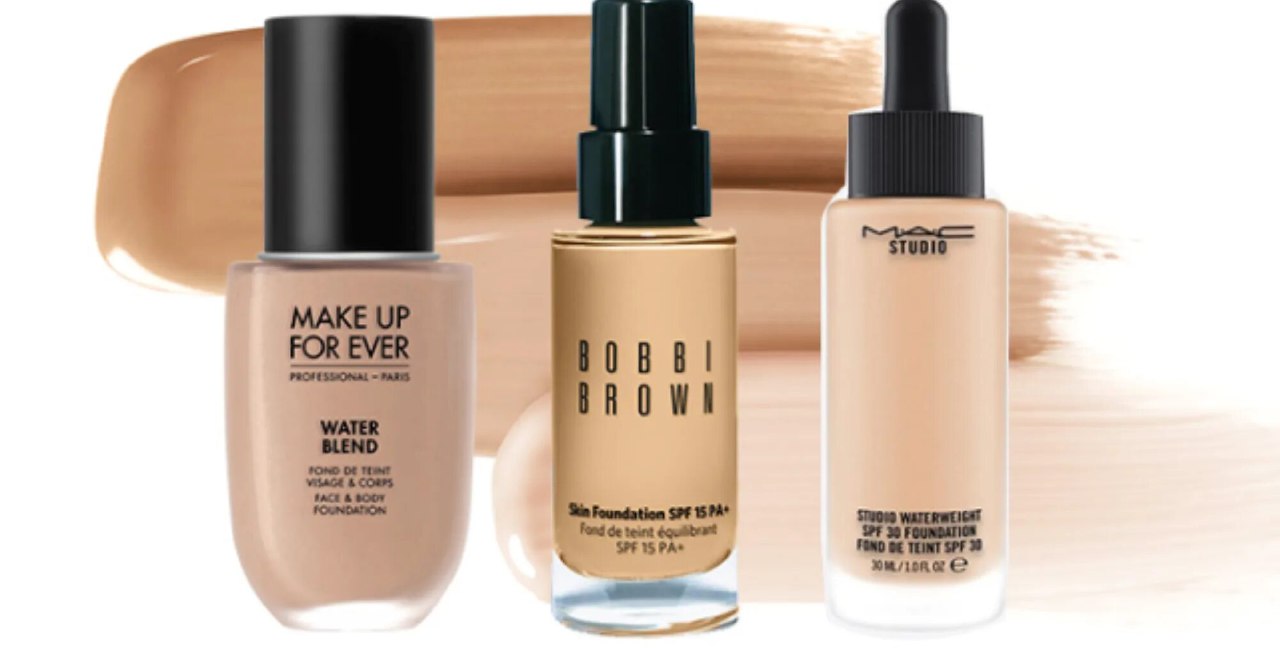 MAKE UP
FOR EVER
PROFESSIONAL – PARIS
WATER
BLEND
FOND DE TEINT
VISAGE & CORPS
FACE & BODY
FOUNDATION
BOBBI
BROWN
Skin Foundation SPF 15 PA+
Fond de teint équilibrant
SPF 15 PA+
MAC
STUDIO
STUDIO WATERWEIGHT
SPF 30 FOUNDATION
FOND DE TEINT SPF 30
30 ML / 1.0 FL OZ ℮